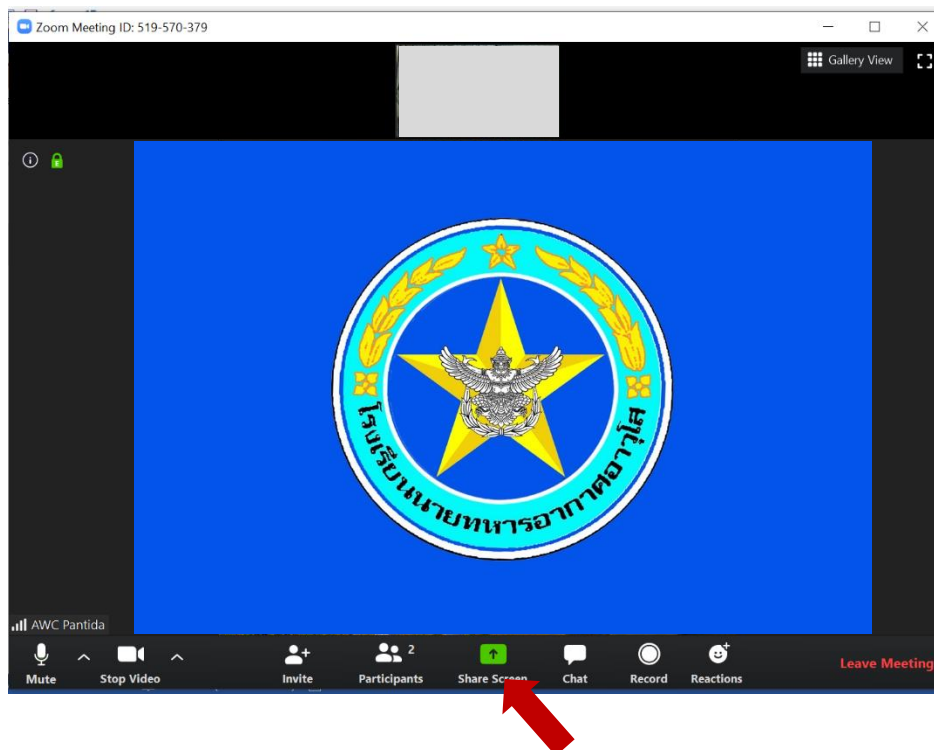 Zoom Meeting ID: 519-570-379
Gallery View
โรงเรียนนายทหารอากาศอาวุโส
AWC Pantida
2
Mute Stop Video Invite Participants Share Screen Chat Record Reactions Leave Meeting